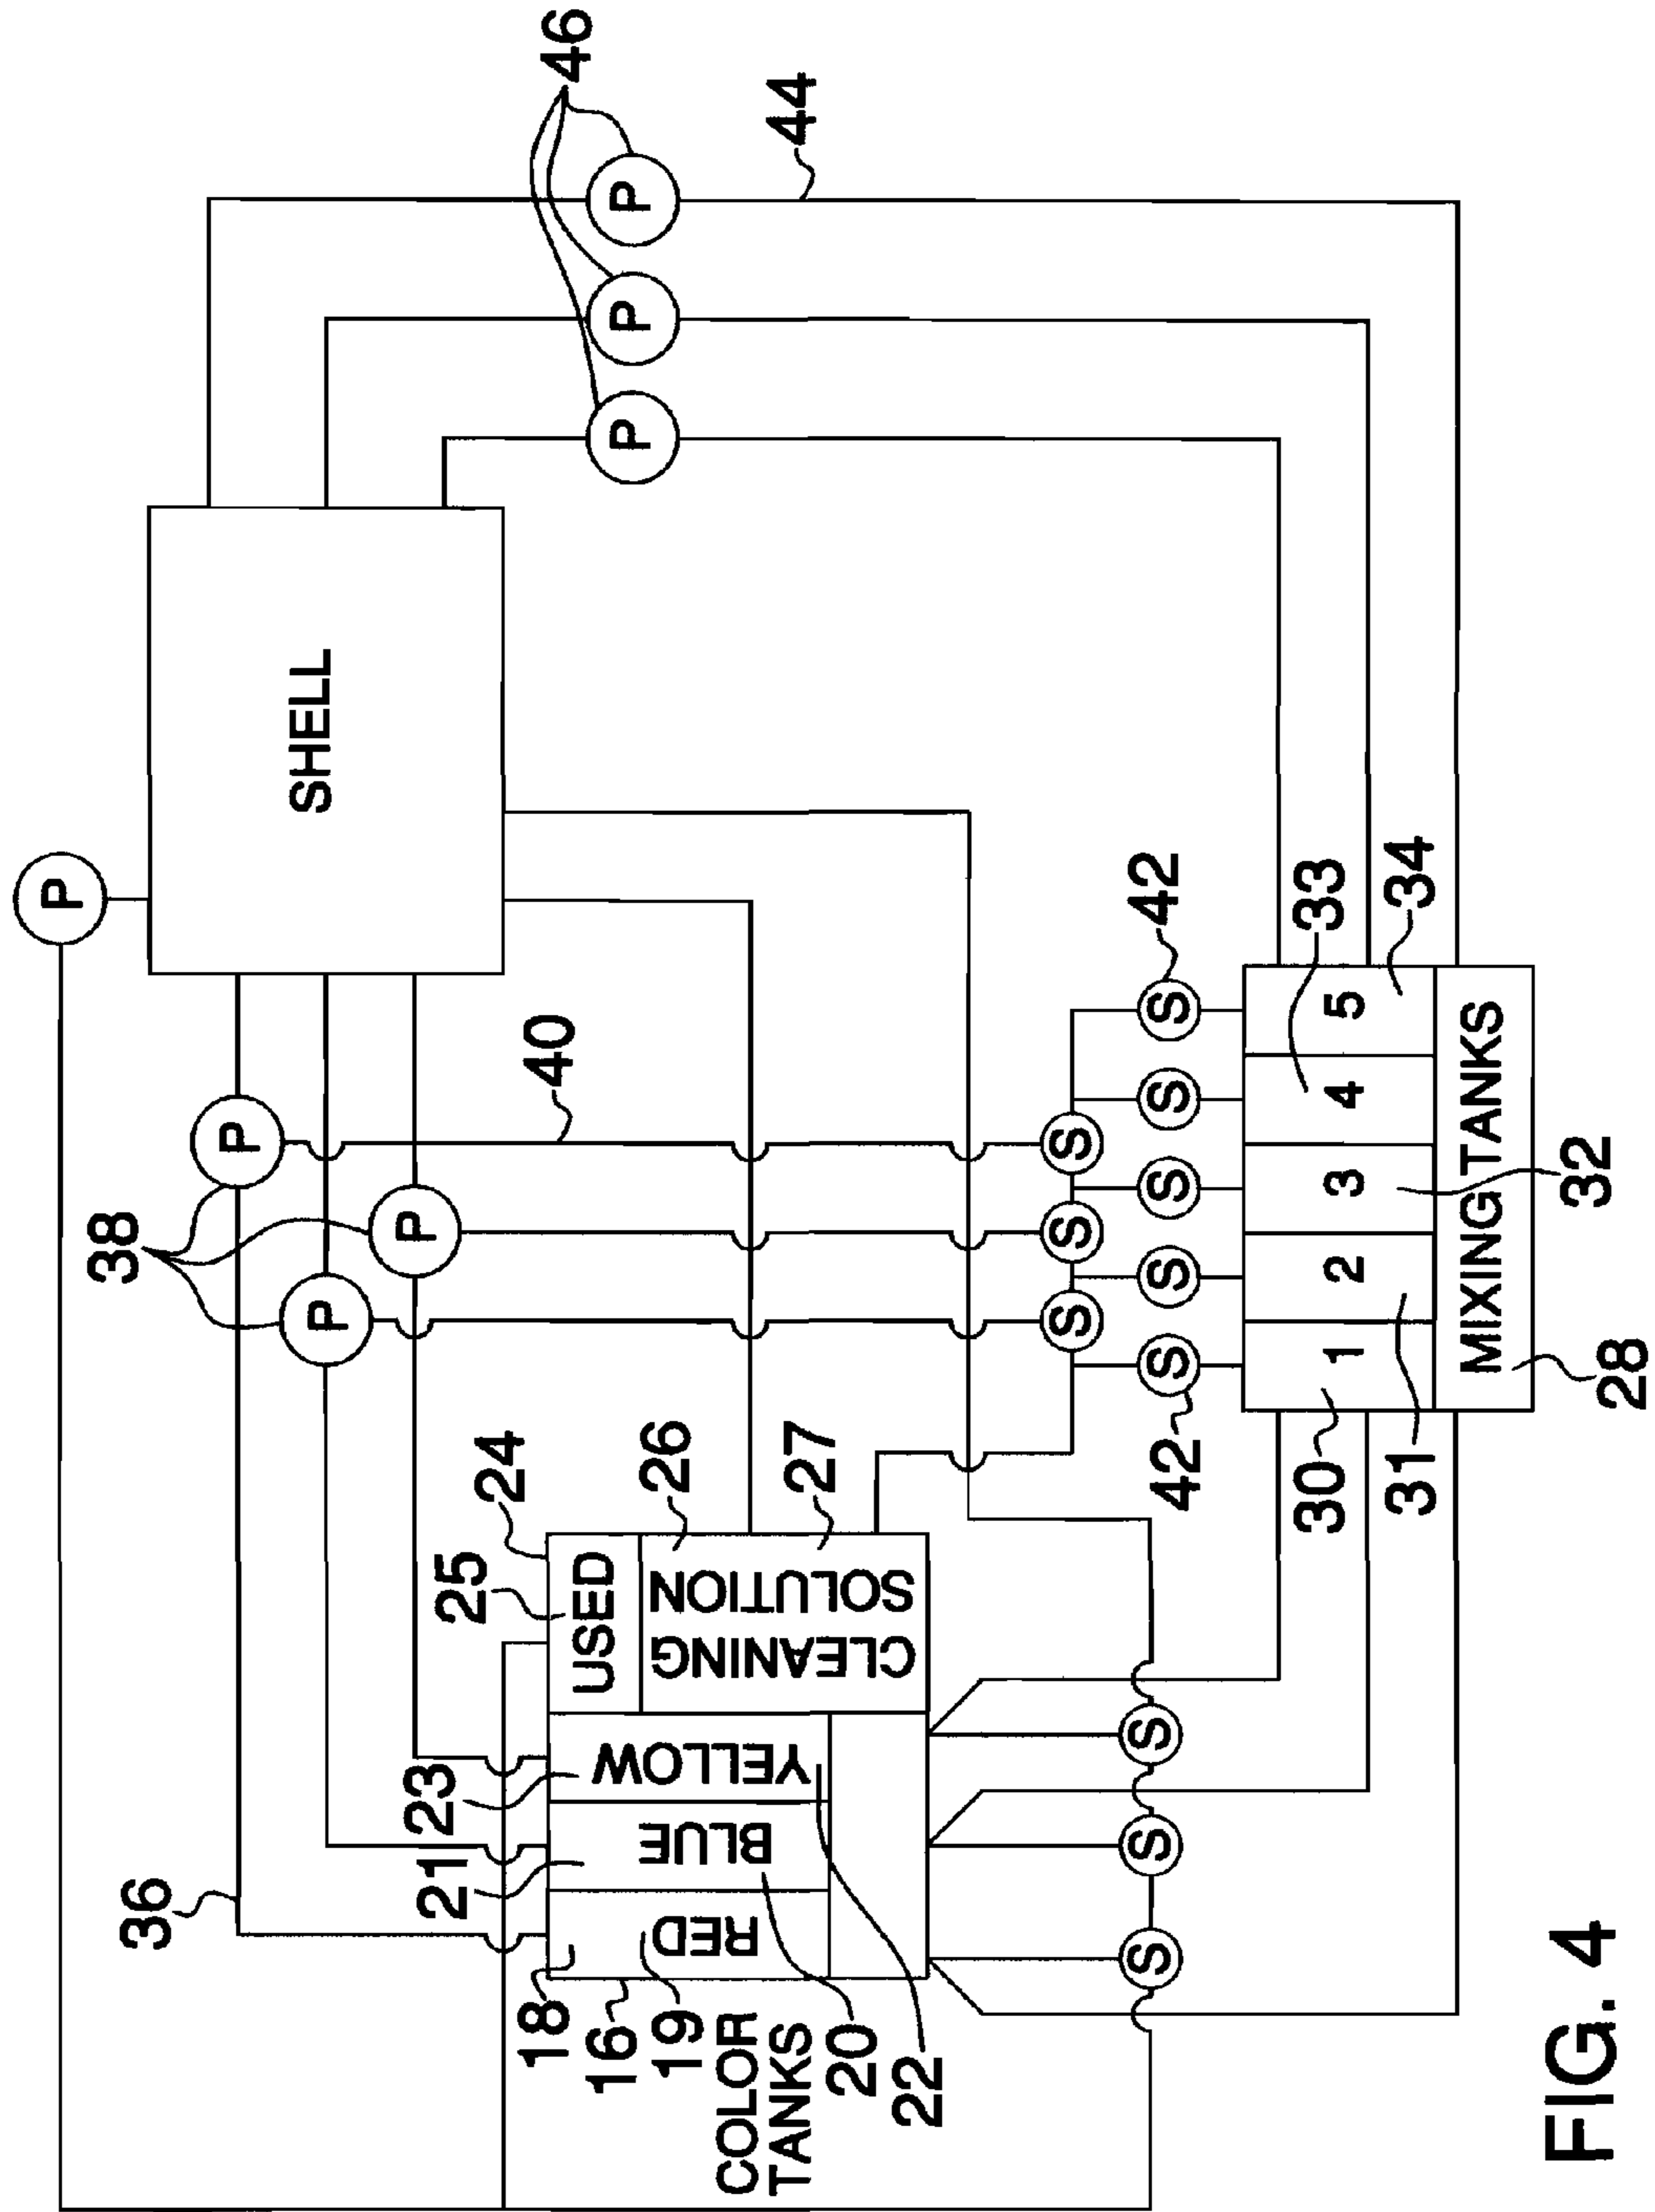 P
38
36
P
SHELL
P
P
21
23
25
24
40
18
46
16
USED
P
P
P
19
RED
BLUE
YELLOW
CLEANING
SOLUTION
26
COLOR
TANKS
27
44
20
22
S
S
S
S
S
S
42
S
S
S
S
S
42
30
33
1
2
3
4
5
31
34
MIXING TANKS
32
28
FIG. 4